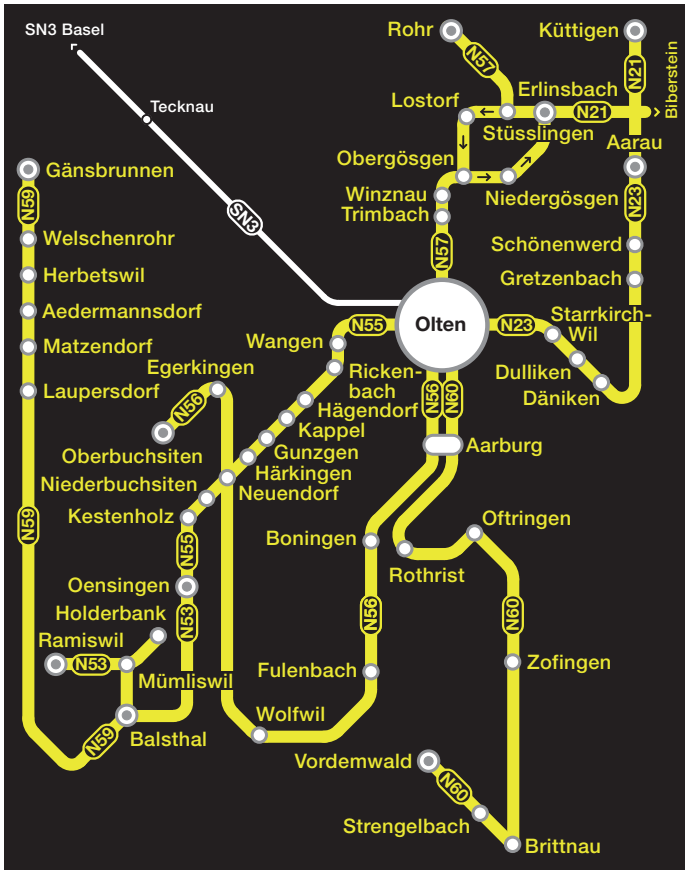 SN3 Basel
Tecknau
SN3
Rohr
N57
Küttigen
N21
Biberstein
Erlinsbach
N21
Lostorf
Stüsslingen
Aarau
Obergösgen
Niedergösgen
N23
Winznau
Trimbach
N57
Schönenwerd
Gretzenbach
Gänsbrunnen
N59
Welschenrohr
Herbetswil
Aedermannsdorf
Matzendorf
Laupersdorf
N59
N59
Olten
N55
N23
Starrkirch-
Wil
Dulliken
Däniken
Wangen
Ricken-
bach
Hägendorf
Kappel
Gunzgen
Härkingen
Neuendorf
Egerkingen
N56
Oberbuchsiten
Niederbuchsiten
Kestenholz
N55
Oensingen
N53
Holderbank
Ramiswil
N53
Mümliswil
Balsthal
N56
N60
Aarburg
Boningen
N56
Fulenbach
Wolfwil
Rothrist
Oftringen
N60
Zofingen
Vordemwald
N60
Strengelbach
Brittnau